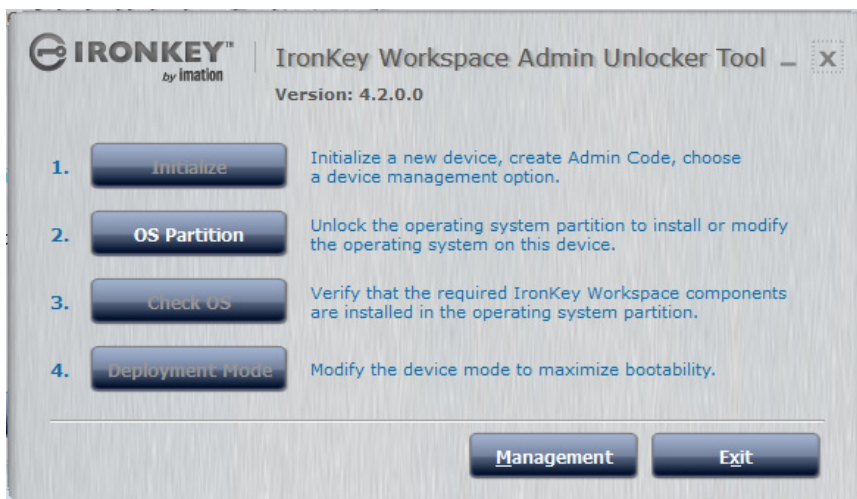 IRONKEY™
by imation
IronKey Workspace Admin Unlocker Tool
Version: 4.2.0.0
1.
Initialize
Initialize a new device, create Admin Code, choose
a device management option.
2.
OS Partition
Unlock the operating system partition to install or modify
the operating system on this device.
3.
Check OS
Verify that the required IronKey Workspace components
are installed in the operating system partition.
4.
Deployment Mode
Modify the device mode to maximize bootability.
Management
Exit